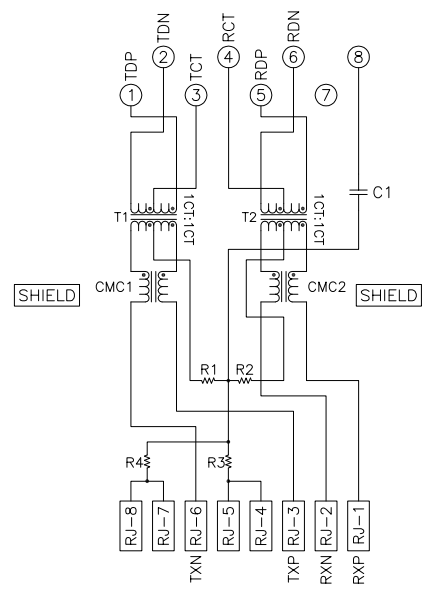 TDP
TDN
TCT
RCT
RDP
RDN
1
2
3
4
5
6
7
8
C1
T1
1CT:1CT
T2
1CT:1CT
CMC1
CMC2
SHIELD
SHIELD
R1
R2
R4
R3
RJ-8
RJ-7
RJ-6
RJ-5
RJ-4
RJ-3
RJ-2
RJ-1
TXN
TXP
RXN
RXP